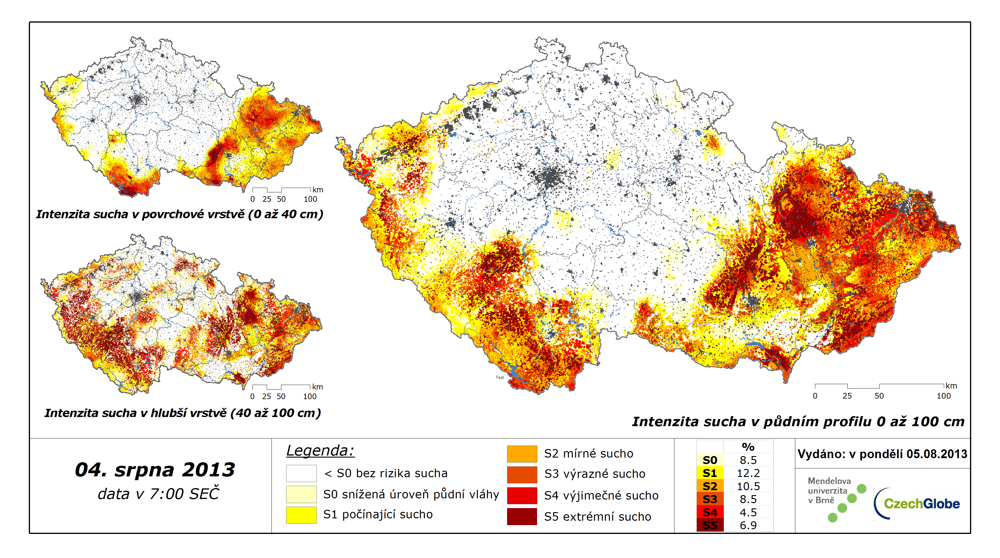 km
0 25 50 100
Intenzita sucha v povrchové vrstvě (0 až 40 cm)
km
0 25 50 100
Intenzita sucha v hlubší vrstvě (40 až 100 cm)
Text
km
0 25 50 100
Intenzita sucha v půdním profilu 0 až 100 cm
04. srpna 2013
data v 7:00 SEČ
Legenda:
< S0 bez rizika sucha
S0 snížená úroveň půdní vláhy
S1 počínající sucho
S2 mírné sucho
S3 výrazné sucho
S4 výjimečné sucho
S5 extrémní sucho
%
S0 8.5
S1 12.2
S2 10.5
S3 8.5
S4 4.5
S5 6.9
Vydáno: v pondělí 05.08.2013
Mendelova
univerzita
v Brně
CzechGlobe